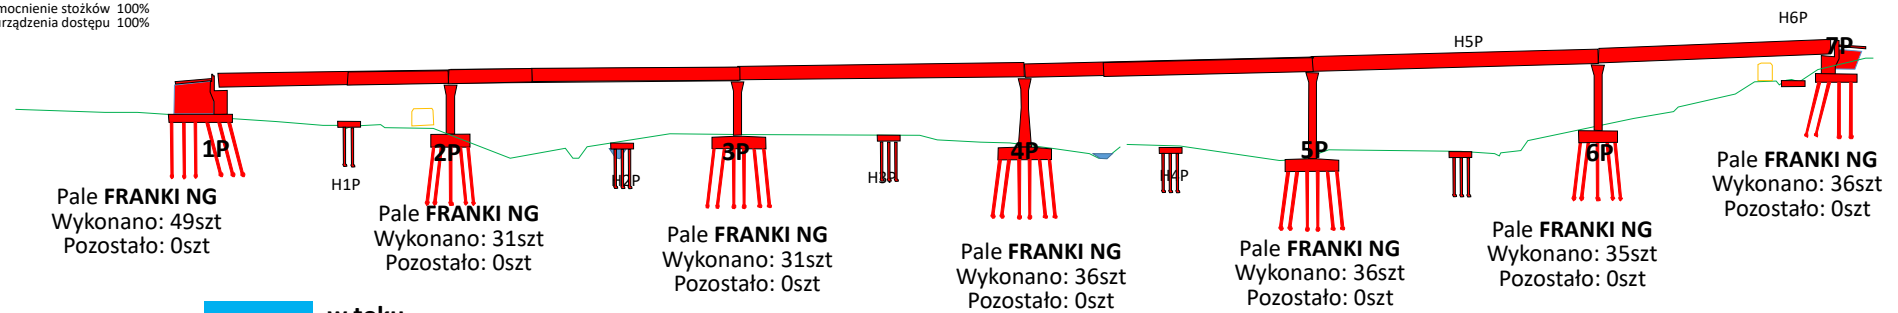 mocnienie stożków 100%
urządzenia dostępu 100%
H6P
H5P
7P
1P
2P
3P
4P
5P
6P
H1P
H2P
H3P
H4P
Pale FRANKI NG
Wykonano: 49szt
Pozostało: 0szt
Pale FRANKI NG
Wykonano: 31szt
Pozostało: 0szt
Pale FRANKI NG
Wykonano: 31szt
Pozostało: 0szt
Pale FRANKI NG
Wykonano: 36szt
Pozostało: 0szt
Pale FRANKI NG
Wykonano: 36szt
Pozostało: 0szt
Pale FRANKI NG
Wykonano: 35szt
Pozostało: 0szt
Pale FRANKI NG
Wykonano: 36szt
Pozostało: 0szt
w toku